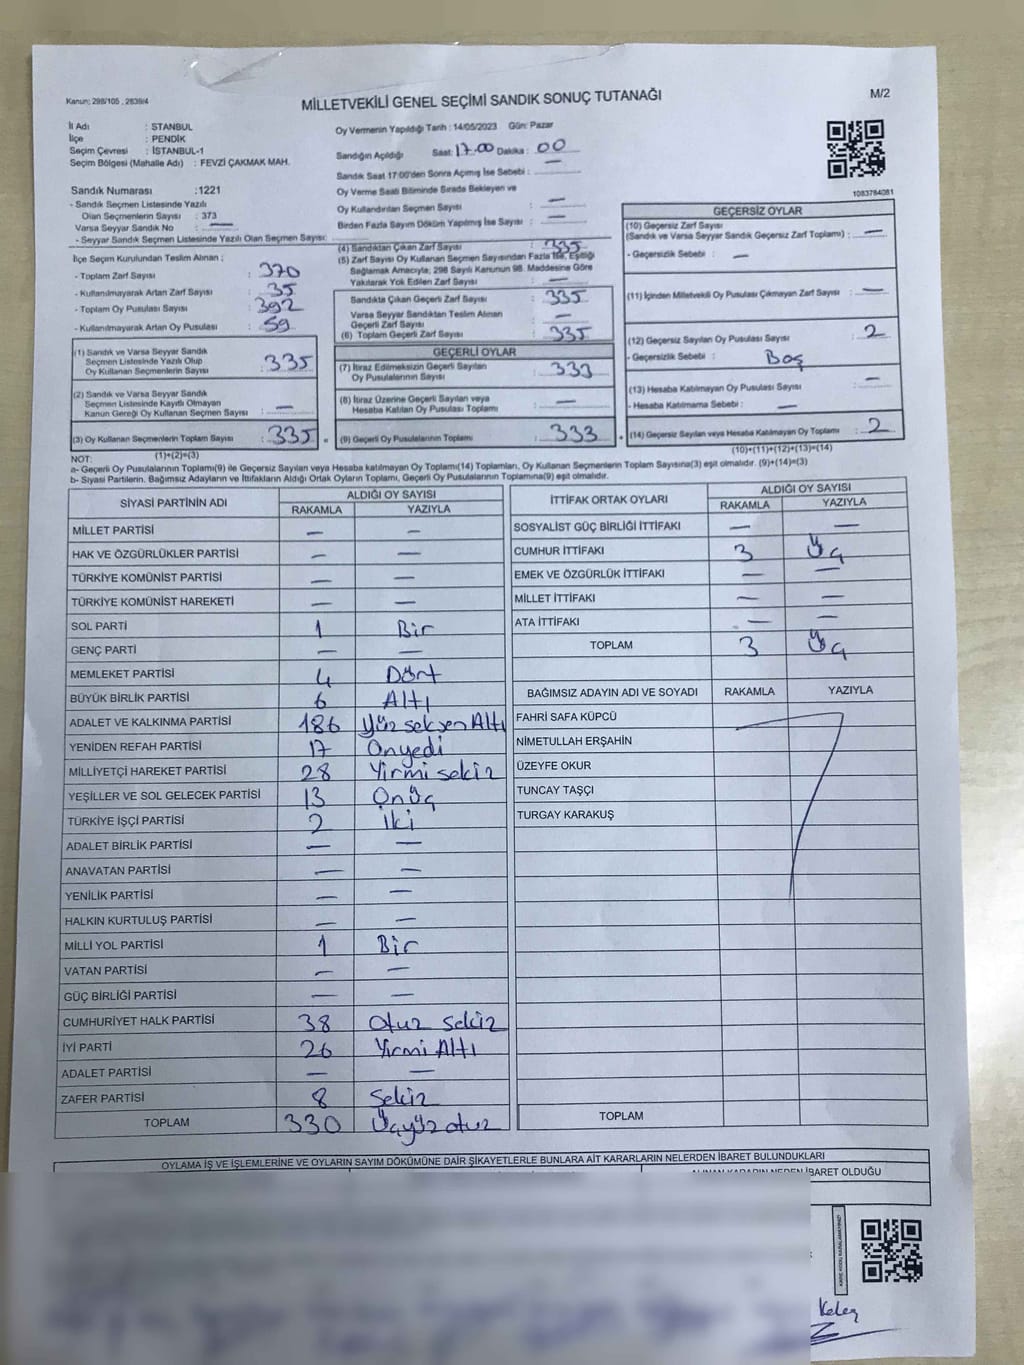 Kanun: 298/105 , 2839/4
MİLLETVEKİLİ GENEL SEÇİMİ SANDIK SONUÇ TUTANAĞI
M/2
İl Adı : STANBUL
İlçe : PENDİK
Seçim Çevresi : İSTANBUL-1
Seçim Bölgesi (Mahalle Adı) : FEVZİ ÇAKMAK MAH.
Oy Vermenin Yapıldığı Tarih : 14/05/2023 Gün: Pazar
Sandığın Açıldığı Saat: 17.00 Dakika : 00
Sandık Saat 17:00'den Sonra Açımış İse Sebebi : —
Oy Verme Saati Bitiminde Sırada Bekleyen ve
Oy Kullandırılan Seçmen Sayısı : —
Birden Fazla Sayım Döküm Yapılmış İse Sayısı : —
1083784081
Sandık Numarası :1221
- Sandık Seçmen Listesinde Yazılı
Olan Seçmenlerin Sayısı : 373
Varsa Seyyar Sandık No : —
- Seyyar Sandık Seçmen Listesinde Yazılı Olan Seçmen Sayısı:
İlçe Seçim Kurulundan Teslim Alınan ;
- Toplam Zarf Sayısı : 370
- Kullanılmayarak Artan Zarf Sayısı : 35
- Toplam Oy Pusulası Sayısı : 392
- Kullanılmayarak Artan Oy Pusulası : 59
(1) Sandık ve Varsa Seyyar Sandık
Seçmen Listesinde Yazılı Olup
Oy Kullanan Seçmenlerin Sayısı : 335
(2) Sandık ve Varsa Seyyar Sandık
Seçmen Listesinde Kayıtlı Olmayan
Kanun Gereği Oy Kullanan Seçmen Sayısı : —
(3) Oy Kullanan Seçmenlerin Toplam Sayısı : 335 =
(1)+(2)=(3)
(4) Sandıktan Çıkan Zarf Sayısı : 335
(5) Zarf Sayısı Oy Kullanan Seçmen Sayısından Fazla İse, Eşitliği
Sağlamak Amacıyla; 298 Sayılı Kanunun 98. Maddesine Göre
Yakılarak Yok Edilen Zarf Sayısı : —
Sandıkta Çıkan Geçerli Zarf Sayısı : 335
Varsa Seyyar Sandıktan Teslim Alınan
Geçerli Zarf Sayısı : —
(6) Toplam Geçerli Zarf Sayısı : 335
GEÇERLİ OYLAR
(7) İtiraz Edilmeksizin Geçerli Sayılan
Oy Pusulalarının Sayısı : 333
(8) İtiraz Üzerine Geçerli Sayılan veya
Hesaba Katılan Oy Pusulası Toplamı : —
(9) Geçerli Oy Pusulalarının Toplamı : 333 +
GEÇERSİZ OYLAR
(10) Geçersiz Zarf Sayısı
(Sandık ve Varsa Seyyar Sandık Geçersiz Zarf Toplamı) : —
- Geçersizlik Sebebi : —
(11) İçinden Milletvekili Oy Pusulası Çıkmayan Zarf Sayısı : —
(12) Geçersiz Sayılan Oy Pusulası Sayısı : 2
- Geçersizlik Sebebi : Boş
(13) Hesaba Katılmayan Oy Pusulası Sayısı : —
- Hesaba Katılmama Sebebi : —
(14) Geçersiz Sayılan veya Hesaba Katılmayan Oy Toplamı : 2
(10)+(11)+(12)+(13)=(14)
NOT:
a- Geçerli Oy Pusulalarının Toplamı(9) ile Geçersiz Sayılan veya Hesaba katılmayan Oy Toplamı(14) Toplamları, Oy Kullanan Seçmenlerin Toplam Sayısına(3) eşit olmalıdır. (9)+(14)=(3)
b- Siyasi Partilerin, Bağımsız Adayların ve İttifakların Aldığı Ortak Oyların Toplamı, Geçerli Oy Pusulalarının Toplamına(9) eşit olmalıdır.
SİYASİ PARTİNİN ADI ALDIĞI OY SAYISI
RAKAMLA YAZIYLA
MİLLET PARTİSİ — —
HAK VE ÖZGÜRLÜKLER PARTİSİ — —
TÜRKİYE KOMÜNİST PARTİSİ — —
TÜRKİYE KOMÜNİST HAREKETİ — —
SOL PARTİ 1 Bir
GENÇ PARTİ — —
MEMLEKET PARTİSİ 4 Dört
BÜYÜK BİRLİK PARTİSİ 6 Altı
ADALET VE KALKINMA PARTİSİ 186 Yüz seksen Altı
YENİDEN REFAH PARTİSİ 17 Onyedi
MİLLİYETÇİ HAREKET PARTİSİ 28 Yirmi sekiz
YEŞİLLER VE SOL GELECEK PARTİSİ 13 Onüç
TÜRKİYE İŞÇİ PARTİSİ 2 İki
ADALET BİRLİK PARTİSİ — —
ANAVATAN PARTİSİ — —
YENİLİK PARTİSİ — —
HALKIN KURTULUŞ PARTİSİ — —
MİLLİ YOL PARTİSİ 1 Bir
VATAN PARTİSİ — —
GÜÇ BİRLİĞİ PARTİSİ — —
CUMHURİYET HALK PARTİSİ 38 Otuz Sekiz
İYİ PARTİ 26 Yirmi Altı
ADALET PARTİSİ — —
ZAFER PARTİSİ 8 Sekiz
TOPLAM 330 Üçyüz otuz
İTTİFAK ORTAK OYLARI ALDIĞI OY SAYISI
RAKAMLA YAZIYLA
SOSYALİST GÜÇ BİRLİĞİ İTTİFAKI — —
CUMHUR İTTİFAKI 3 Üç
EMEK VE ÖZGÜRLÜK İTTİFAKI — —
MİLLET İTTİFAKI — —
ATA İTTİFAKI — —
TOPLAM 3 Üç
BAĞIMSIZ ADAYIN ADI VE SOYADI RAKAMLA YAZIYLA
FAHRİ SAFA KÜPCÜ
NİMETULLAH ERŞAHİN
ÜZEYFE OKUR
TUNCAY TAŞÇI
TURGAY KARAKUŞ
TOPLAM
OYLAMA İŞ VE İŞLEMLERİNE VE OYLARIN SAYIM DÖKÜMÜNE DAİR ŞİKAYETLERLE BUNLARA AİT KARARLARIN NELERDEN İBARET BULUNDUKLARI
ALINAN KARARIN NEDEN İBARET OLDUĞU
Keleş